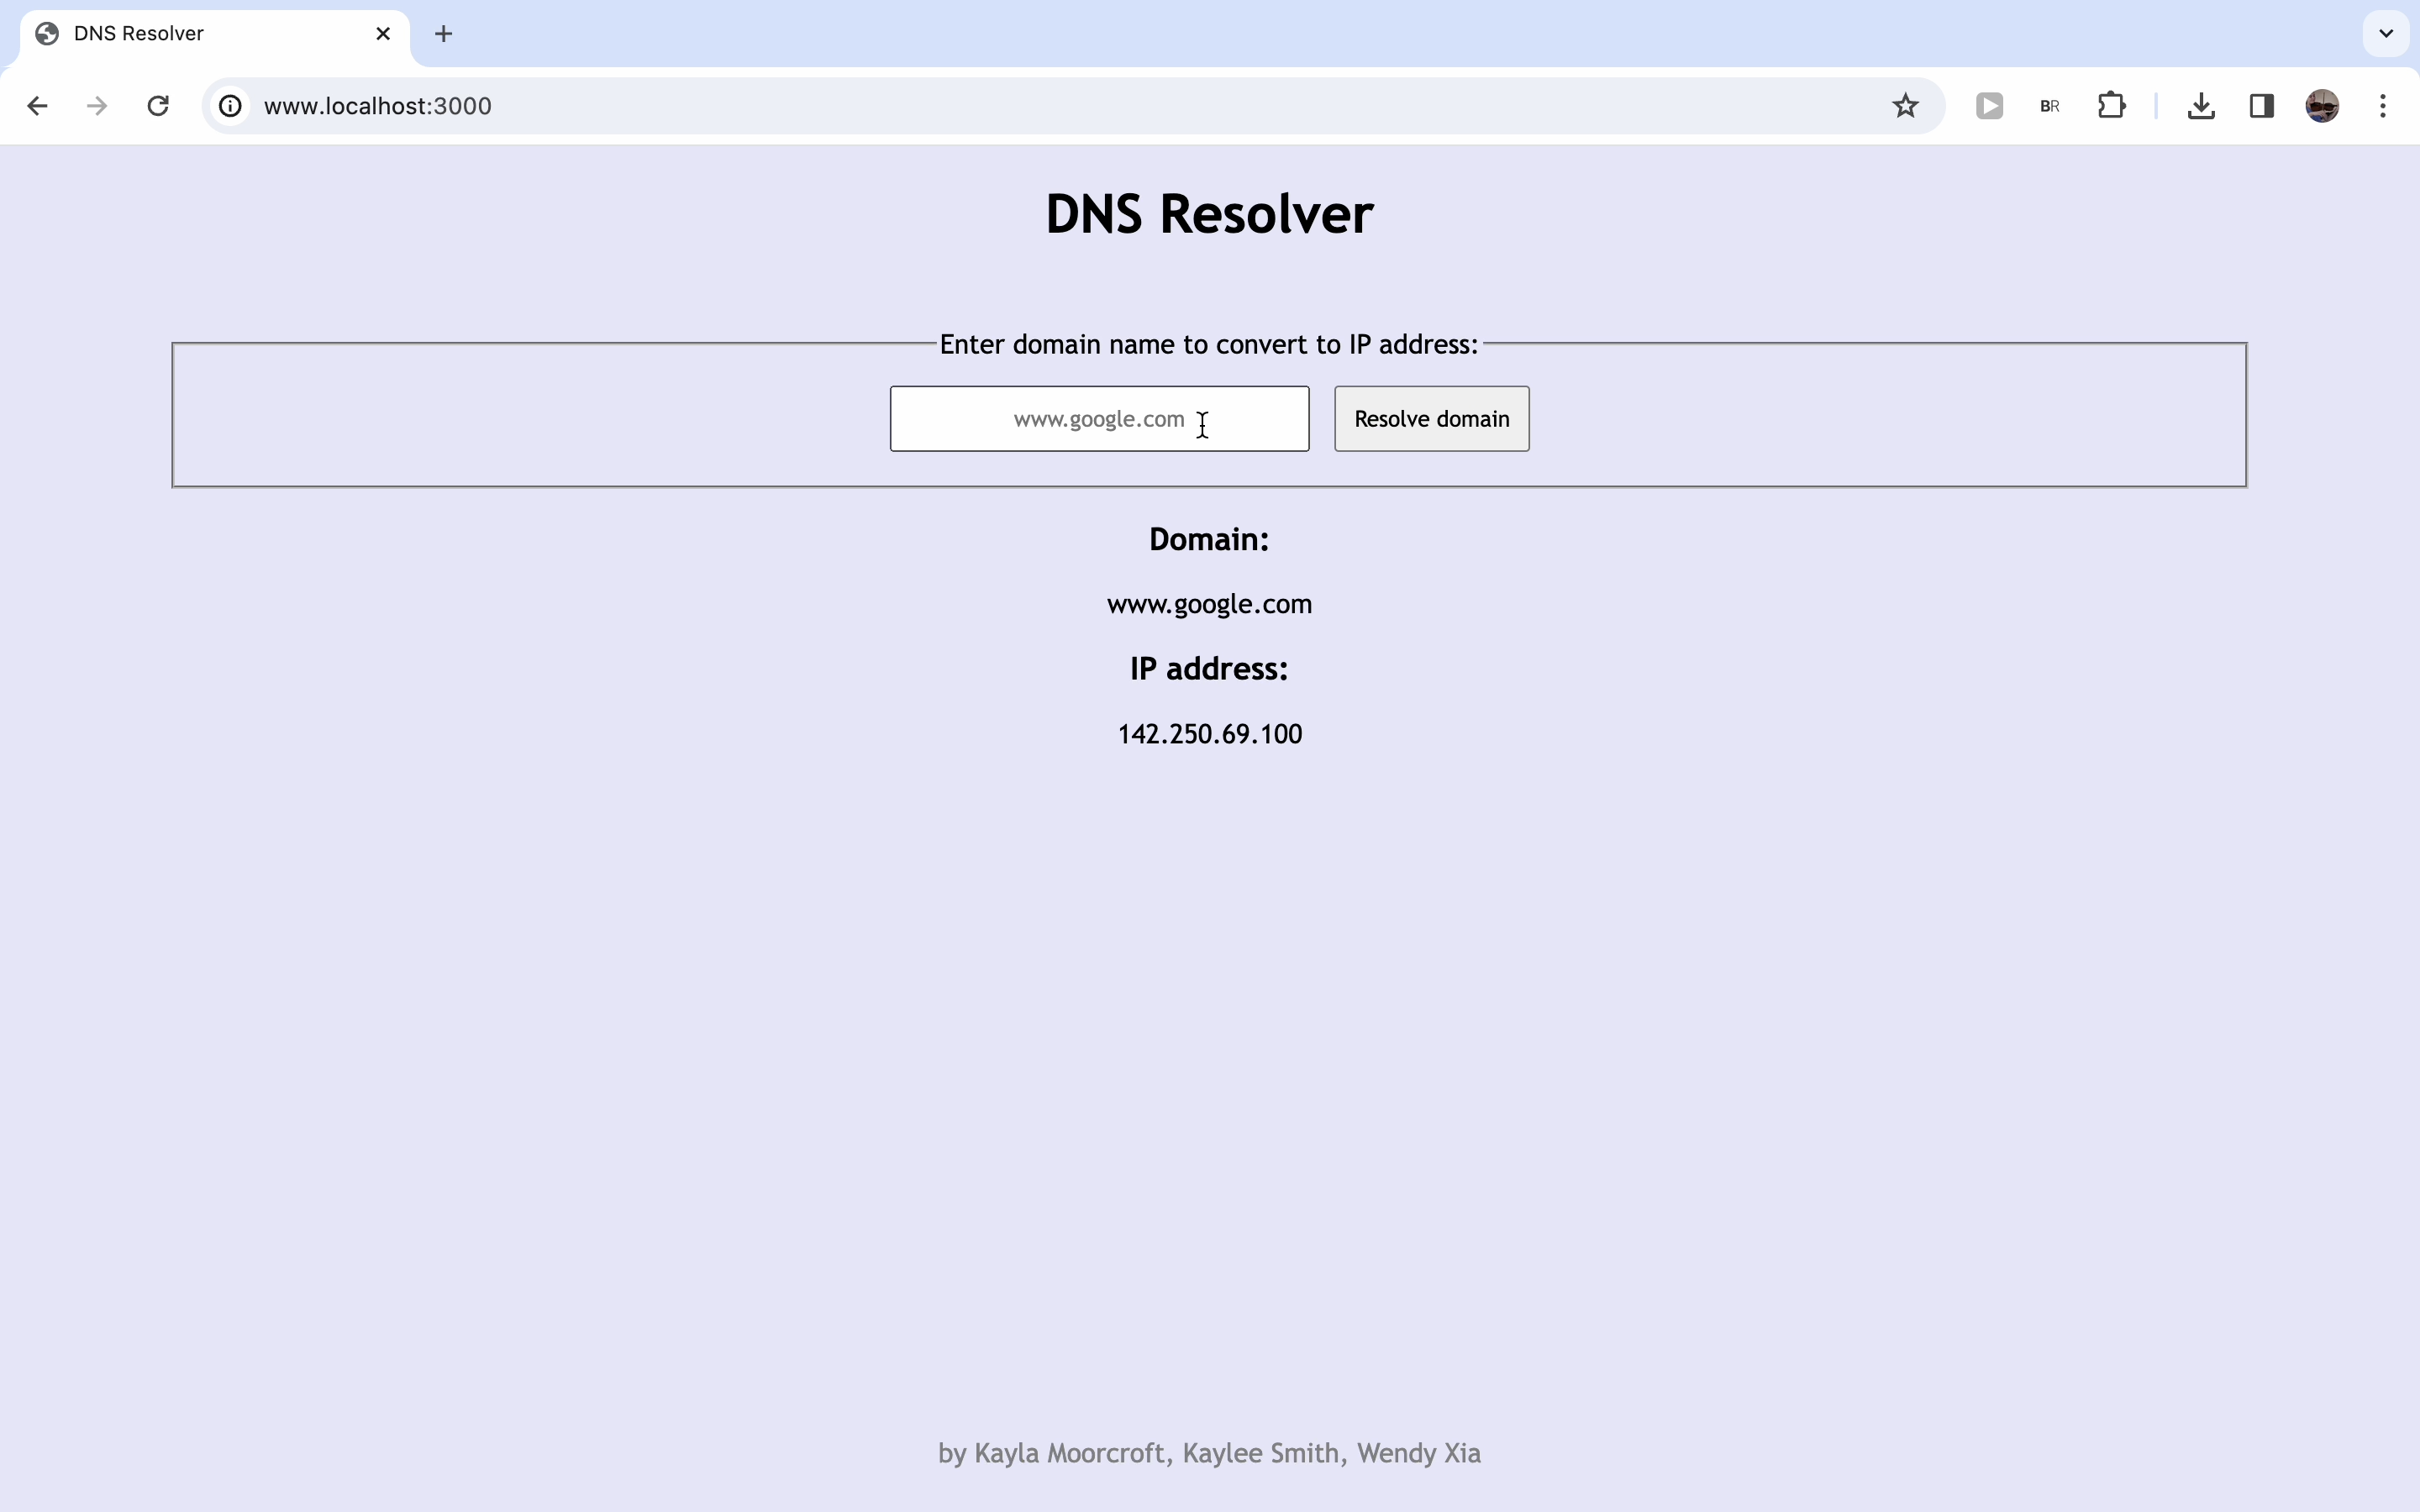 DNS Resolver
www.localhost:3000
BR
DNS Resolver
Enter domain name to convert to IP address:
www.google.com
Resolve domain
Domain:
www.google.com
IP address:
142.250.69.100
by Kayla Moorcroft, Kaylee Smith, Wendy Xia